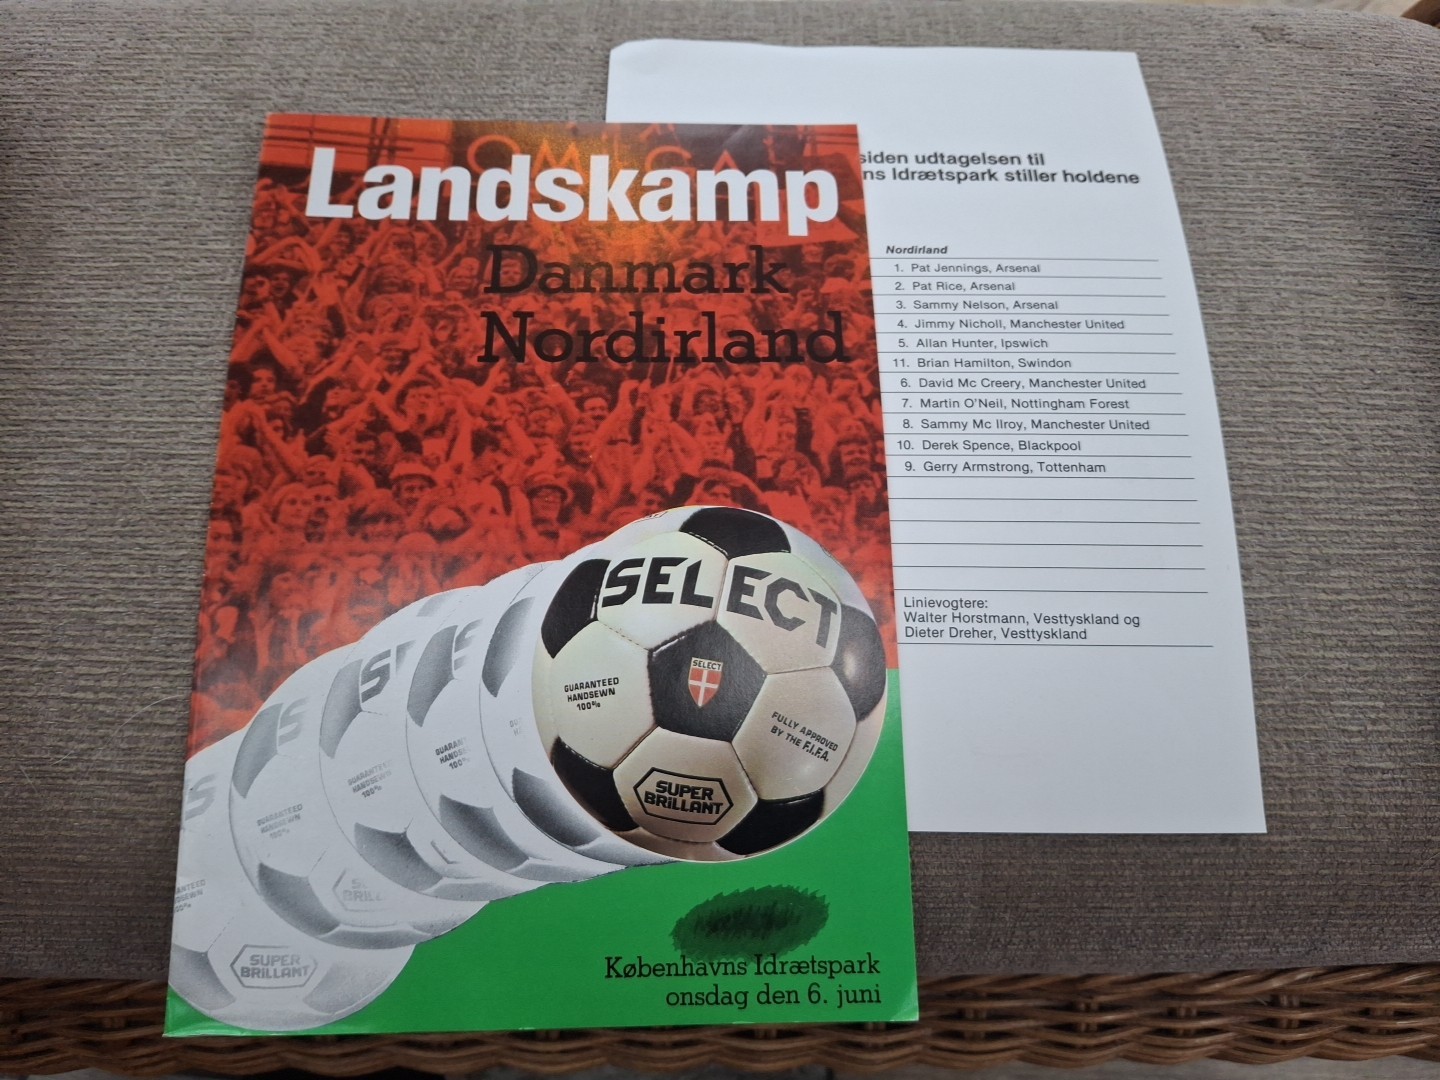 OMEGA
Landskamp
Danmark
Nordirland
SELECT
SELECT
GUARANTEED
HANDSEWN
100%
FULLY APPROVED
BY THE F.I.F.A.
SUPER
BRILLANT
GUARANTEED
HANDSEWN
100%
SUPER
BRILLANT
Københavns Idrætspark
onsdag den 6. juni
siden udtagelsen til
ns Idrætspark stiller holdene
Nordirland
1. Pat Jennings, Arsenal
2. Pat Rice, Arsenal
3. Sammy Nelson, Arsenal
4. Jimmy Nicholl, Manchester United
5. Allan Hunter, Ipswich
11. Brian Hamilton, Swindon
6. David Mc Creery, Manchester United
7. Martin O'Neil, Nottingham Forest
8. Sammy Mc Ilroy, Manchester United
10. Derek Spence, Blackpool
9. Gerry Armstrong, Tottenham
Linievogtere:
Walter Horstmann, Vesttyskland og
Dieter Dreher, Vesttyskland